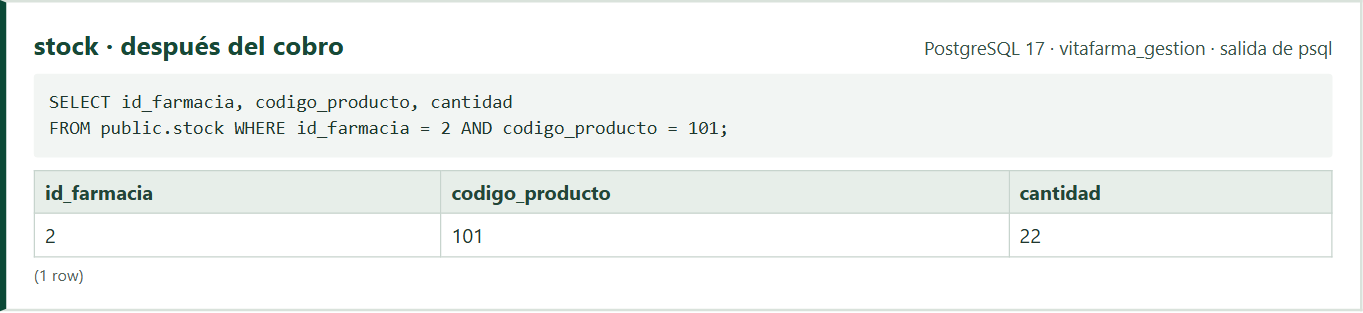 stock · después del cobro
PostgreSQL 17 · vitafarma_gestion · salida de psql
SELECT id_farmacia, codigo_producto, cantidad
FROM public.stock WHERE id_farmacia = 2 AND codigo_producto = 101;
id_farmacia codigo_producto cantidad
2 101 22
(1 row)